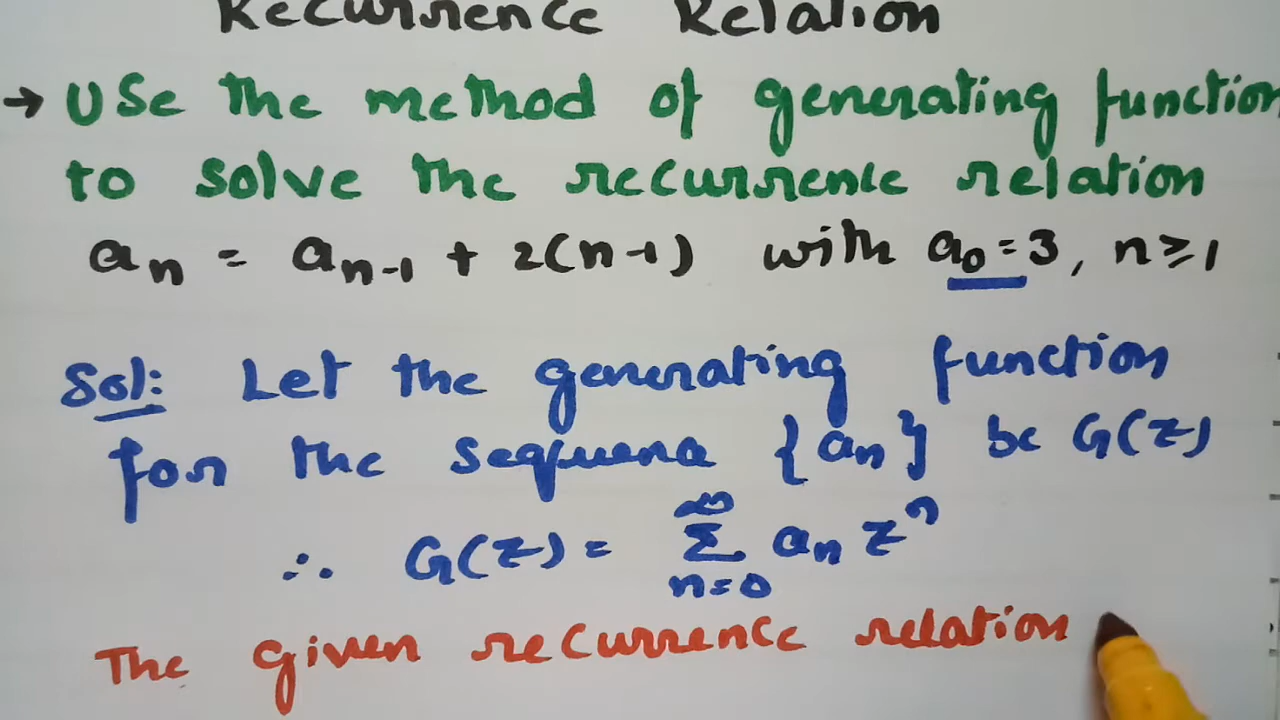 Recurrence Relation
→ Use the method of generating function
to solve the recurrence relation
aₙ = aₙ₋₁ + 2(n-1) with a₀ = 3, n ≥ 1
Sol: Let the generating function
for the sequence {aₙ} be G(z)
∴ G(z) = ∞Σn=0 aₙ zⁿ
The given recurrence relation